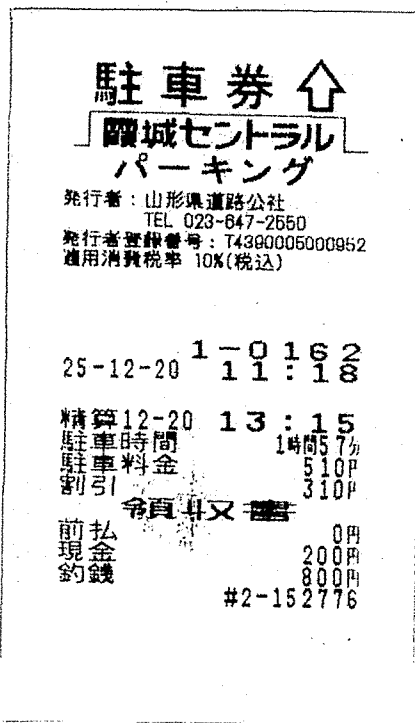 駐車券
霞城セントラル
パーキング
発行者：山形県道路公社
TEL 023-647-2550
発行者登録番号：T4390005000952
適用消費税率 10%(税込)
1-0162
25-12-20 11:18
精算12-20 13:15
駐車時間 1時間57分
駐車料金 510円
割引 310円
領収書
前払 0円
現金 200円
釣銭 800円
#2-152776